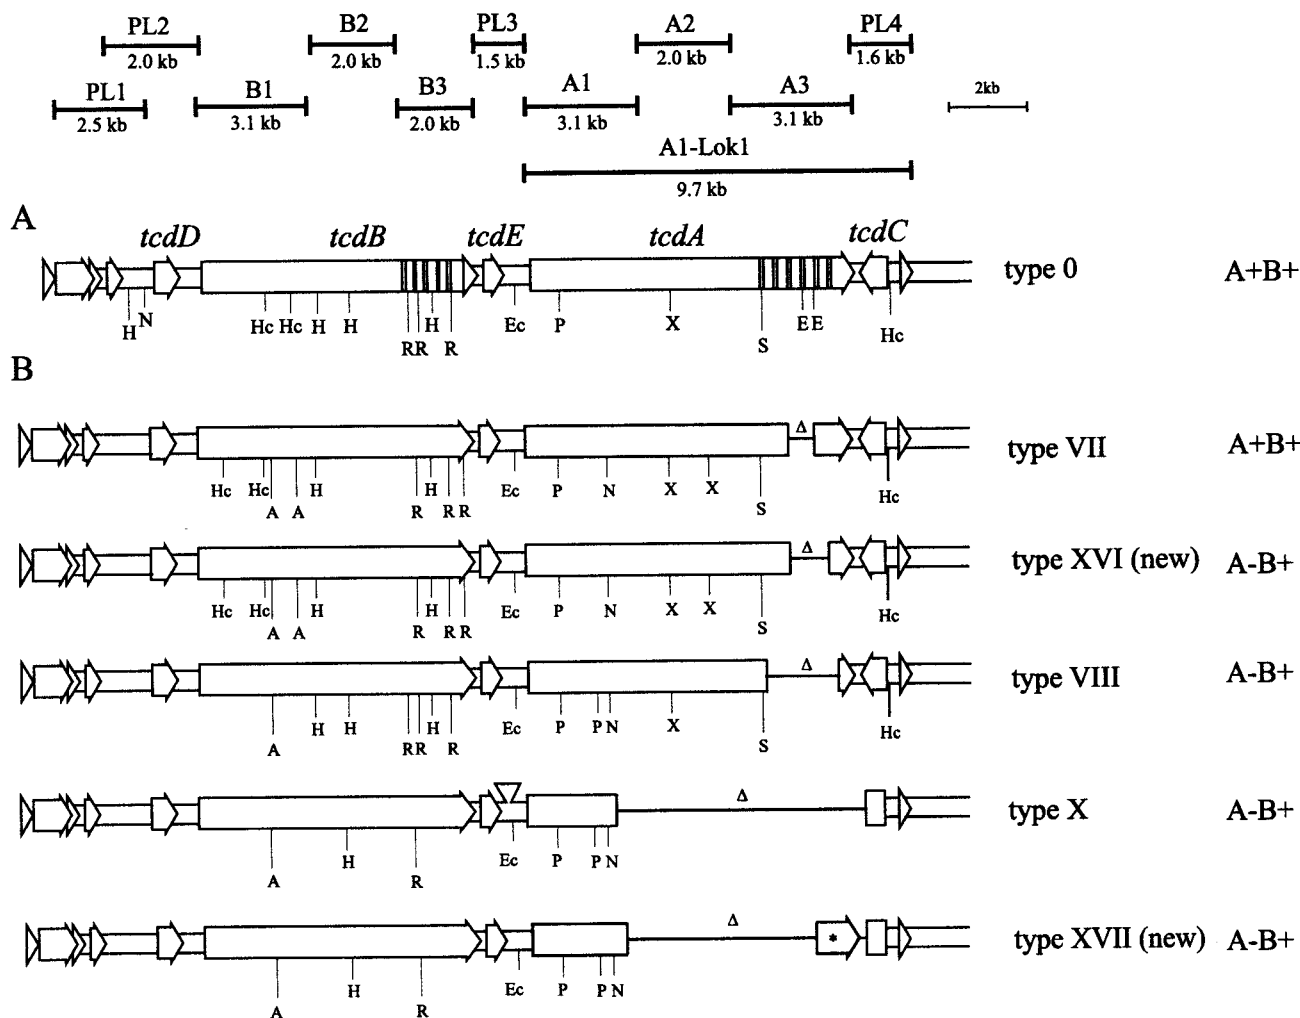 PL2 B2 PL3 A2 PL4
2.0 kb 2.0 kb 1.5 kb 2.0 kb 1.6 kb
PL1 B1 B3 A1 A3 2kb
2.5 kb 3.1 kb 2.0 kb 3.1 kb 3.1 kb
A1-Lok1
9.7 kb
A
tcdD tcdB tcdE tcdA tcdC
type 0 A+B+
H N Hc Hc H H H Ec P X E E Hc
R R R S
B
Δ
type VII A+B+
Hc Hc H H Ec P N X X Hc
A A R R R S
Δ
type XVI (new) A-B+
Hc Hc H H Ec P N X X Hc
A A R R R S
Δ
type VIII A-B+
H H H Ec P P N X Hc
A R R R S
Δ
type X A-B+
H Ec P P N
A R
Δ
* type XVII (new) A-B+
H Ec P P N
A R